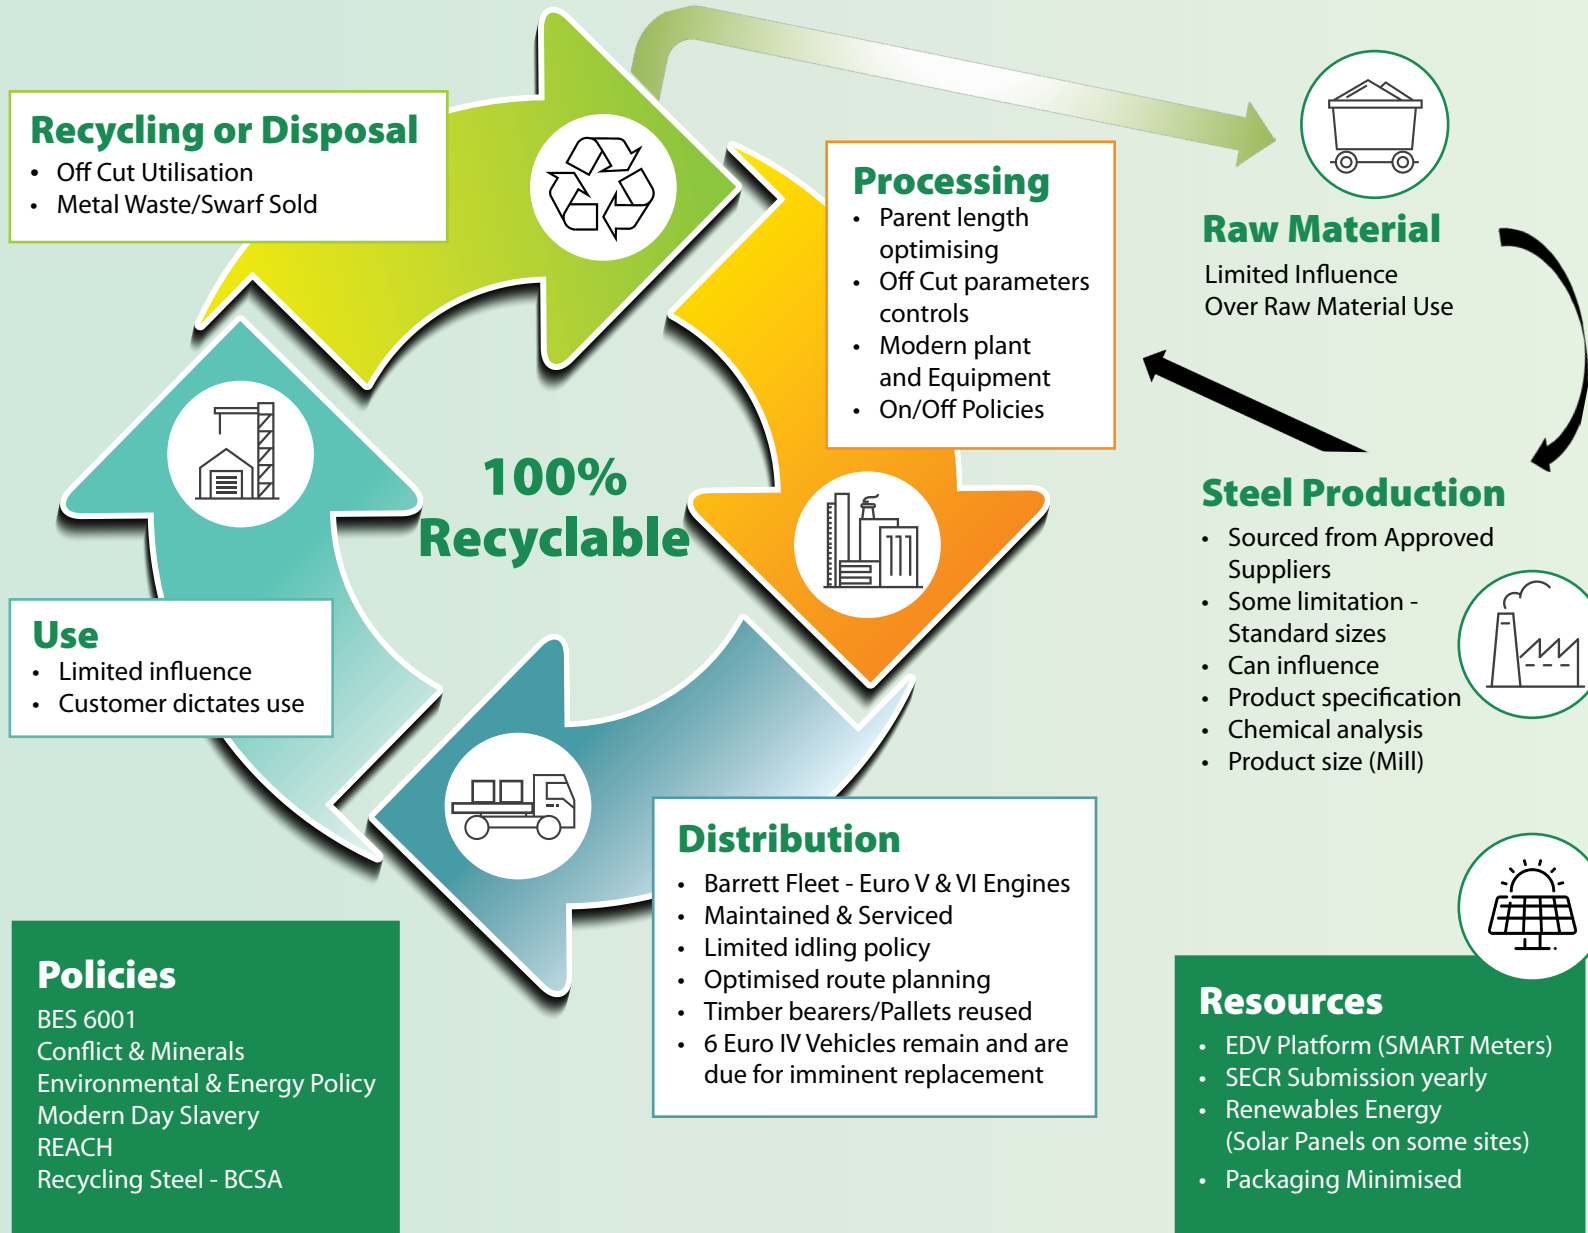 Recycling or Disposal
• Off Cut Utilisation
• Metal Waste/Swarf Sold
Processing
• Parent length
optimising
• Off Cut parameters
controls
• Modern plant
and Equipment
• On/Off Policies
Raw Material
Limited Influence
Over Raw Material Use
100%
Recyclable
Steel Production
• Sourced from Approved
Suppliers
• Some limitation -
Standard sizes
• Can influence
• Product specification
• Chemical analysis
• Product size (Mill)
Use
• Limited influence
• Customer dictates use
Distribution
• Barrett Fleet - Euro V & VI Engines
• Maintained & Serviced
• Limited idling policy
• Optimised route planning
• Timber bearers/Pallets reused
• 6 Euro IV Vehicles remain and are
due for imminent replacement
Policies
BES 6001
Conflict & Minerals
Environmental & Energy Policy
Modern Day Slavery
REACH
Recycling Steel - BCSA
Resources
• EDV Platform (SMART Meters)
• SECR Submission yearly
• Renewables Energy
(Solar Panels on some sites)
• Packaging Minimised